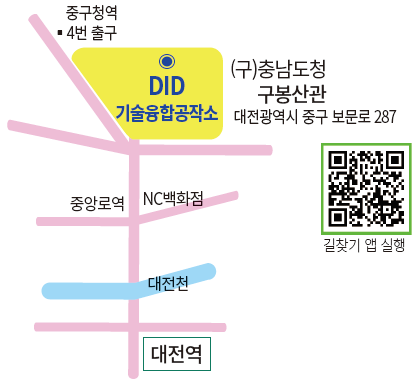 중구청역
▪ 4번 출구
DID
기술융합공작소
(구)충남도청
구봉산관
대전광역시 중구 보문로 287
중앙로역
NC백화점
길찾기 앱 실행
대전천
대전역